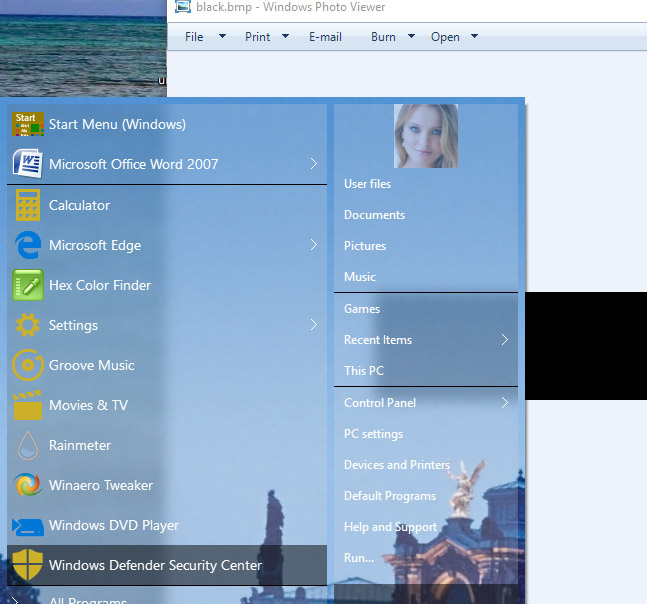 black.bmp - Windows Photo Viewer
File Print E-mail Burn Open
Start
Start Menu (Windows)
Microsoft Office Word 2007
Calculator
Microsoft Edge
Hex Color Finder
Settings
Groove Music
Movies & TV
Rainmeter
Winaero Tweaker
Windows DVD Player
Windows Defender Security Center
All Programs
User files
Documents
Pictures
Music
Games
Recent Items
This PC
Control Panel
PC settings
Devices and Printers
Default Programs
Help and Support
Run...